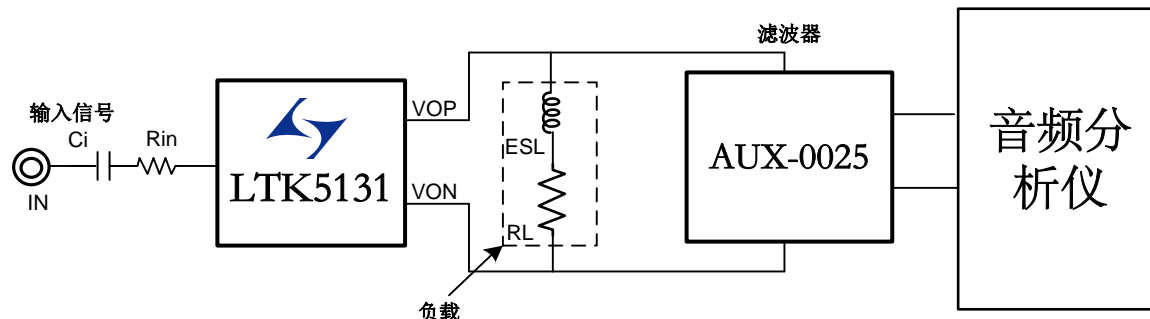 输入信号
Ci
Rin
IN
LTK5131
VOP
VON
ESL
RL
负载
滤波器
AUX-0025
音频分
析仪